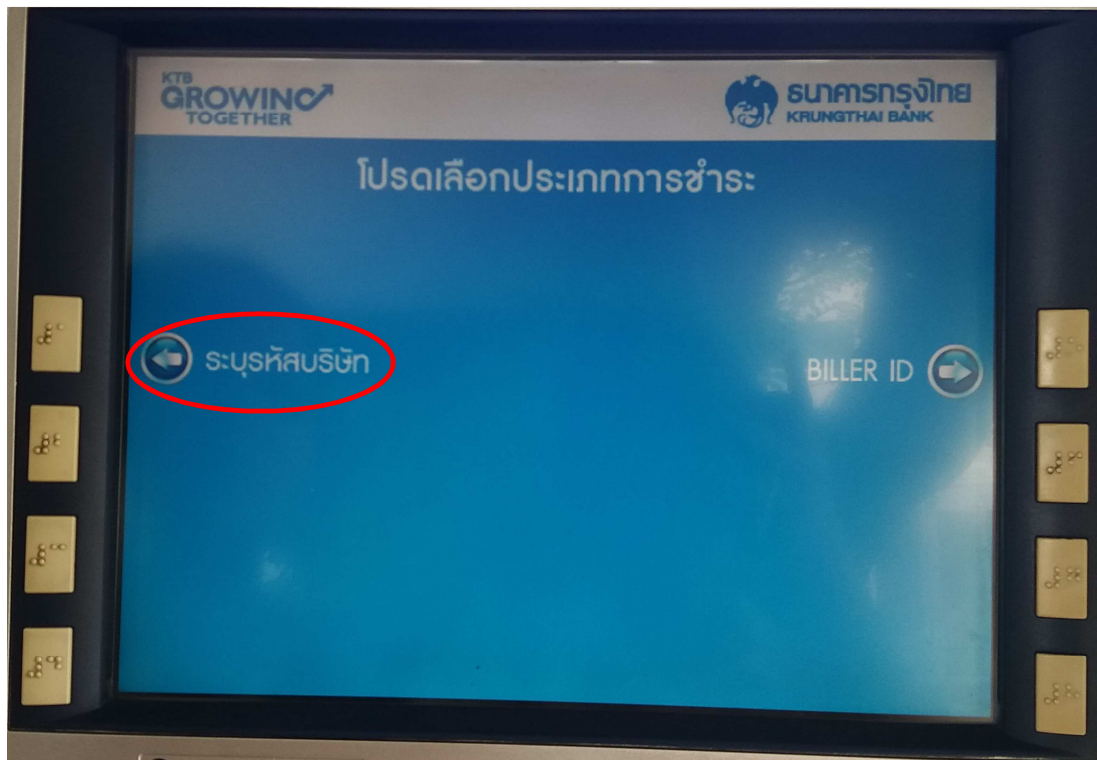 KTB
GROWING
TOGETHER
ธนาคารกรุงไทย
KRUNGTHAI BANK
โปรดเลือกประเภทการชำระ
ระบุรหัสบริษัท
BILLER ID